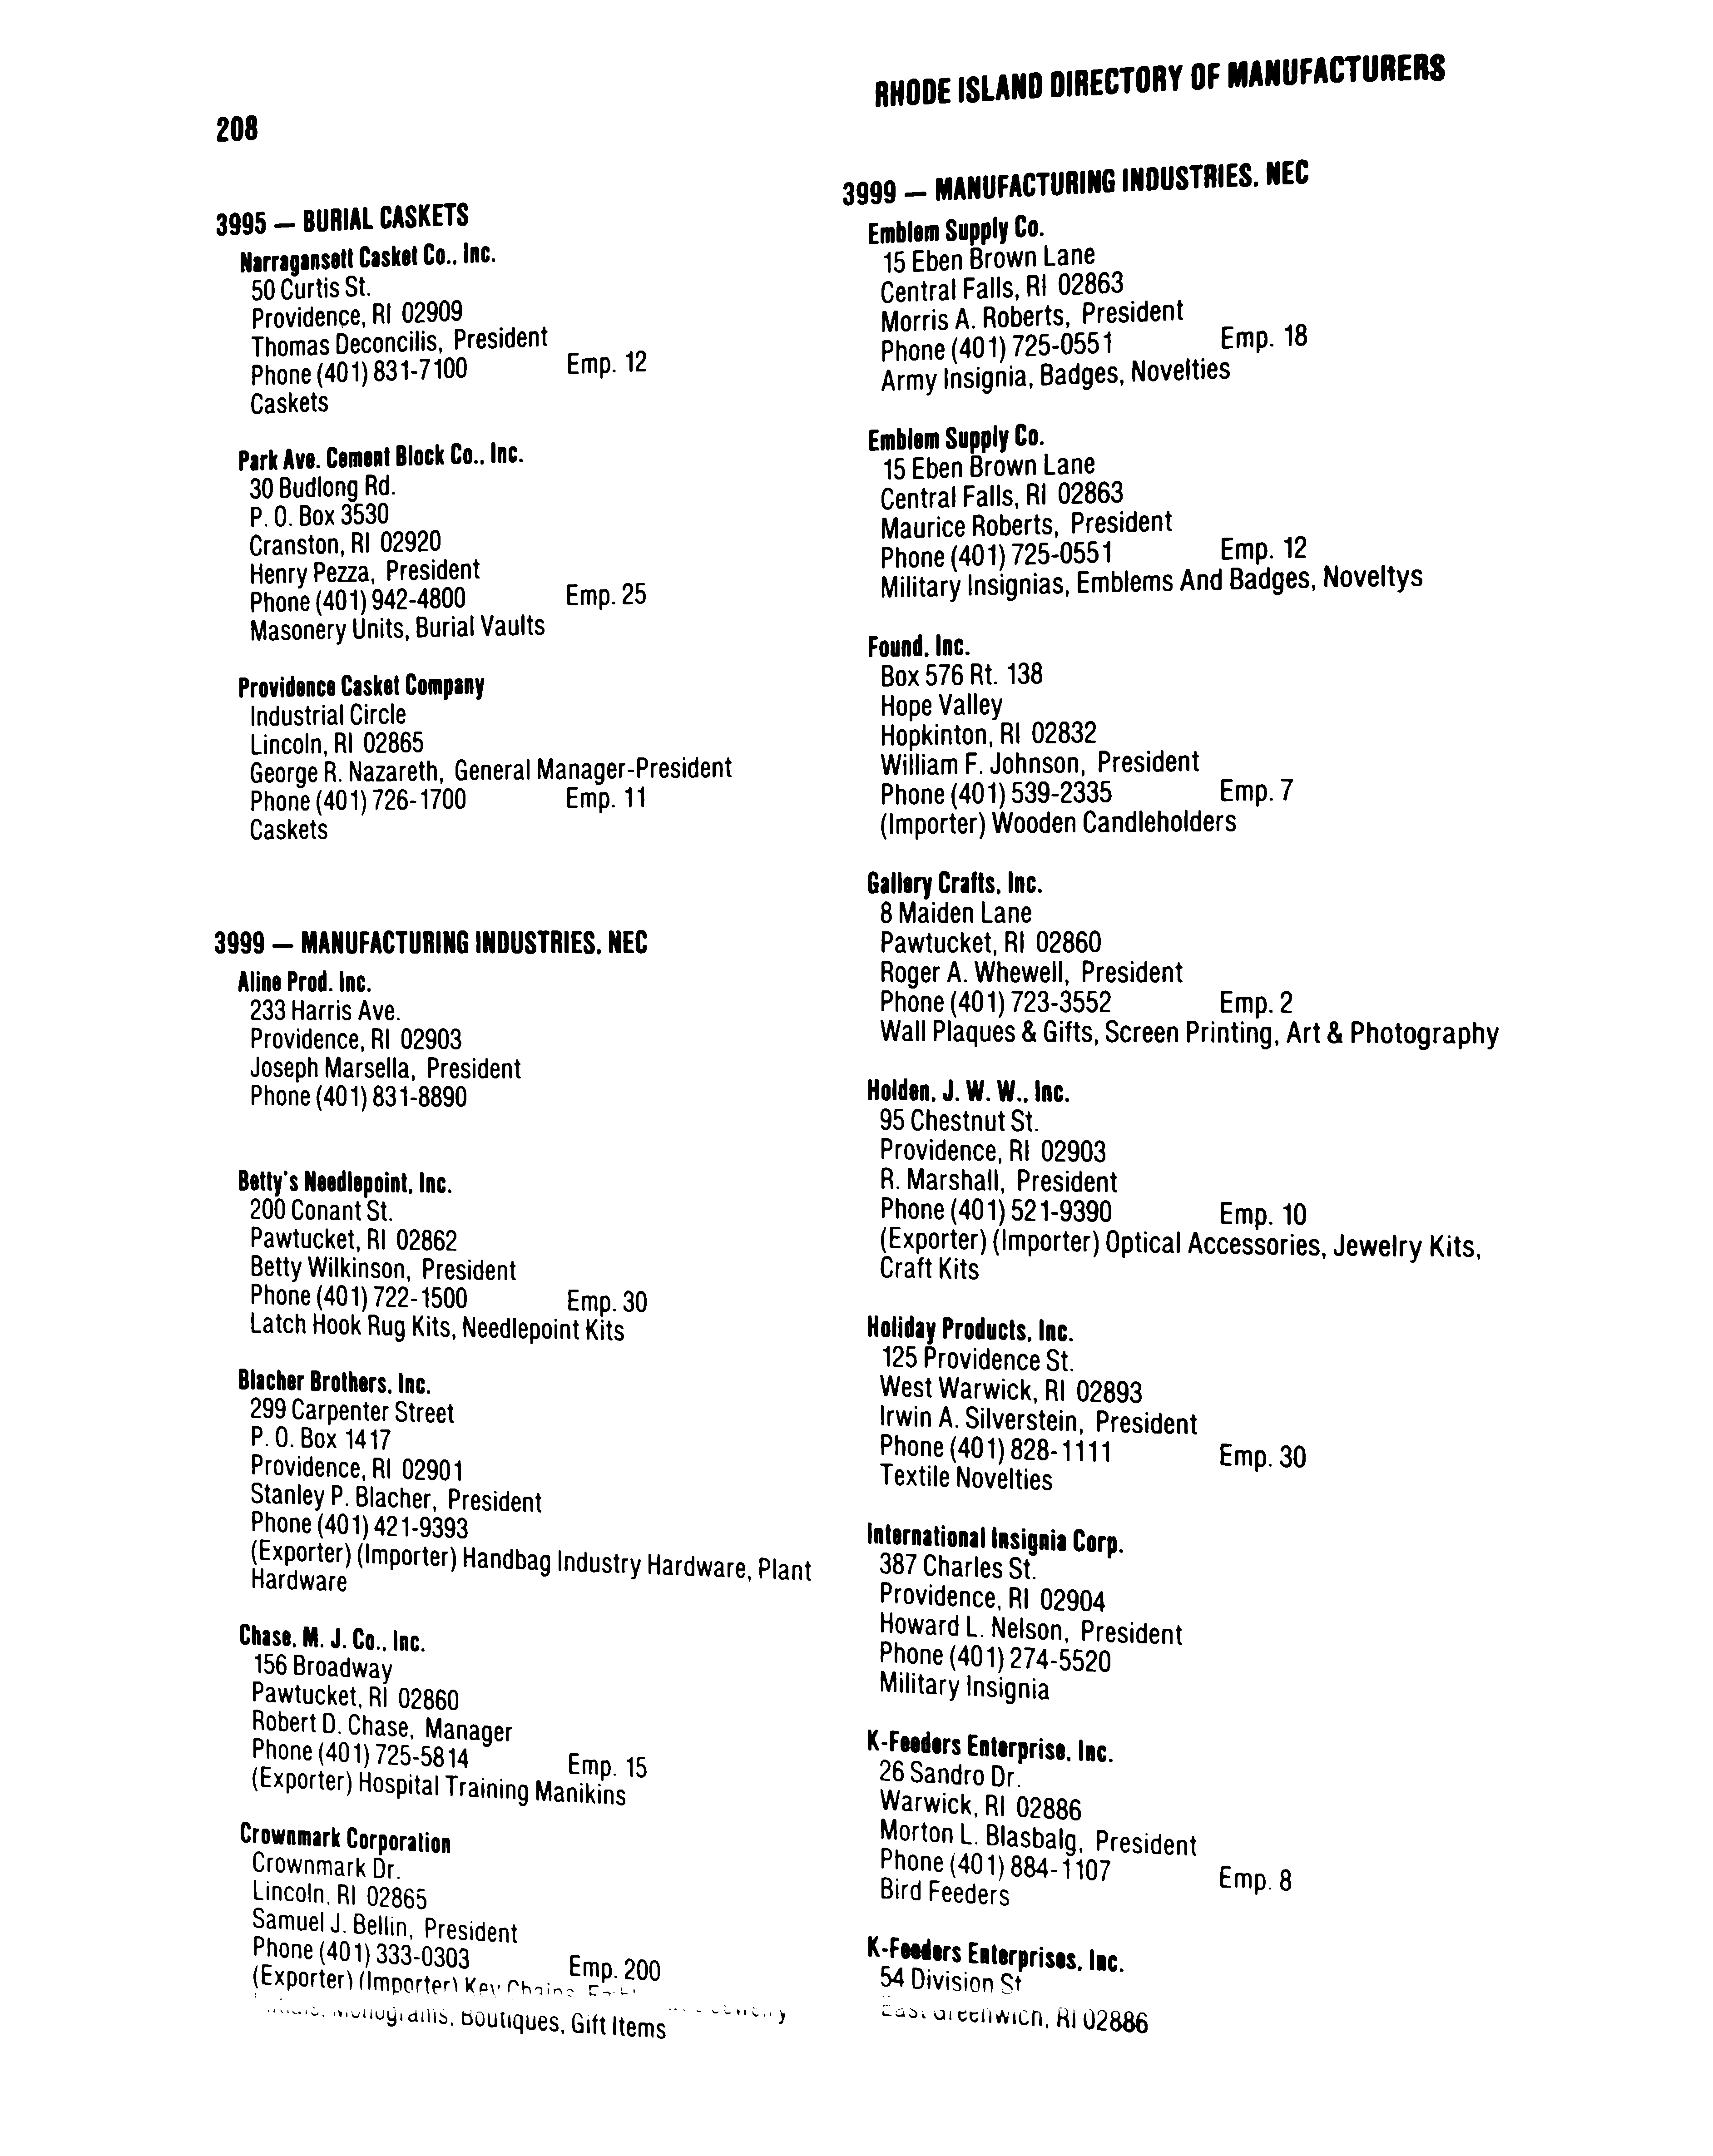 208
RHODE ISLAND DIRECTORY OF MANUFACTURERS
3995 — BURIAL CASKETS
Narragansett Casket Co., Inc.
50 Curtis St.
Providence, RI 02909
Thomas Deconcilis, President
Phone (401) 831-7100 Emp. 12
Caskets
Park Ave. Cement Block Co., Inc.
30 Budlong Rd.
P. O. Box 3530
Cranston, RI 02920
Henry Pezza, President
Phone (401) 942-4800 Emp. 25
Masonery Units, Burial Vaults
Providence Casket Company
Industrial Circle
Lincoln, RI 02865
George R. Nazareth, General Manager-President
Phone (401) 726-1700 Emp. 11
Caskets
3999 — MANUFACTURING INDUSTRIES, NEC
Aline Prod. Inc.
233 Harris Ave.
Providence, RI 02903
Joseph Marsella, President
Phone (401) 831-8890
Betty's Needlepoint, Inc.
200 Conant St.
Pawtucket, RI 02862
Betty Wilkinson, President
Phone (401) 722-1500 Emp. 30
Latch Hook Rug Kits, Needlepoint Kits
Blacher Brothers, Inc.
299 Carpenter Street
P. O. Box 1417
Providence, RI 02901
Stanley P. Blacher, President
Phone (401) 421-9393
(Exporter) (Importer) Handbag Industry Hardware, Plant
Hardware
Chase, M. J. Co., Inc.
156 Broadway
Pawtucket, RI 02860
Robert D. Chase, Manager
Phone (401) 725-5814 Emp. 15
(Exporter) Hospital Training Manikins
Crownmark Corporation
Crownmark Dr.
Lincoln, RI 02865
Samuel J. Bellin, President
Phone (401) 333-0303 Emp. 200
(Exporter) (Importer) Key Chains, Jewelry
Monograms, Boutiques, Gift Items
3999 — MANUFACTURING INDUSTRIES, NEC
Emblem Supply Co.
15 Eben Brown Lane
Central Falls, RI 02863
Morris A. Roberts, President
Phone (401) 725-0551 Emp. 18
Army Insignia, Badges, Novelties
Emblem Supply Co.
15 Eben Brown Lane
Central Falls, RI 02863
Maurice Roberts, President
Phone (401) 725-0551 Emp. 12
Military Insignias, Emblems And Badges, Noveltys
Found, Inc.
Box 576 Rt. 138
Hope Valley
Hopkinton, RI 02832
William F. Johnson, President
Phone (401) 539-2335 Emp. 7
(Importer) Wooden Candleholders
Gallery Crafts, Inc.
8 Maiden Lane
Pawtucket, RI 02860
Roger A. Whewell, President
Phone (401) 723-3552 Emp. 2
Wall Plaques & Gifts, Screen Printing, Art & Photography
Holden, J. W. W., Inc.
95 Chestnut St.
Providence, RI 02903
R. Marshall, President
Phone (401) 521-9390 Emp. 10
(Exporter) (Importer) Optical Accessories, Jewelry Kits,
Craft Kits
Holiday Products, Inc.
125 Providence St.
West Warwick, RI 02893
Irwin A. Silverstein, President
Phone (401) 828-1111 Emp. 30
Textile Novelties
International Insignia Corp.
387 Charles St.
Providence, RI 02904
Howard L. Nelson, President
Phone (401) 274-5520
Military Insignia
K-Feeders Enterprise, Inc.
26 Sandro Dr.
Warwick, RI 02886
Morton L. Blasbalg, President
Phone (401) 884-1107 Emp. 8
Bird Feeders
K-Feeders Enterprises, Inc.
54 Division St
East Greenwich, RI 02886